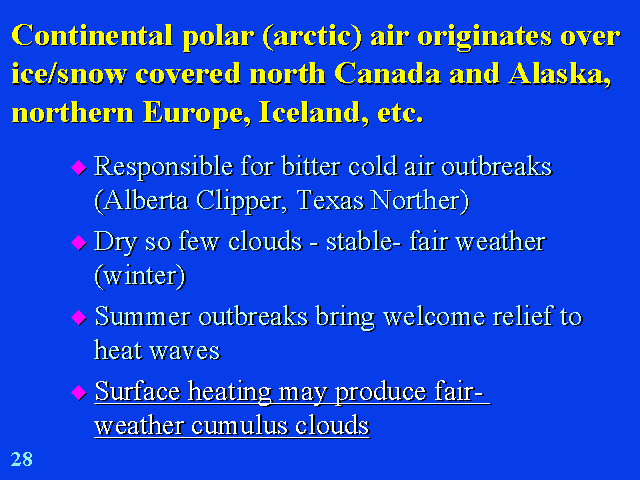 Continental polar (arctic) air originates over
ice/snow covered north Canada and Alaska,
northern Europe, Iceland, etc.
Responsible for bitter cold air outbreaks
(Alberta Clipper, Texas Norther)
Dry so few clouds - stable- fair weather
(winter)
Summer outbreaks bring welcome relief to
heat waves
Surface heating may produce fair-
weather cumulus clouds
28